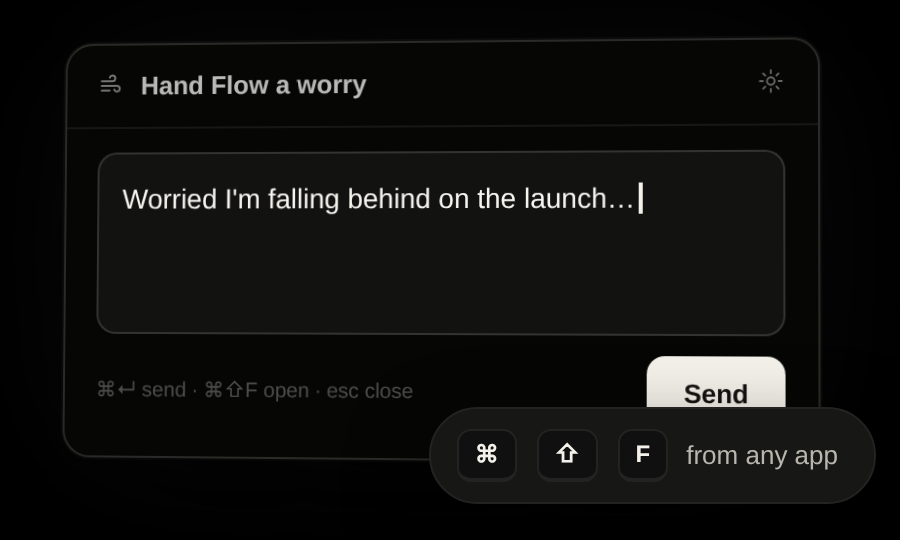 Hand Flow a worry
Worried I'm falling behind on the launch…
⌘↵ send · ⌘⇧F open · esc close
Send
⌘ ⇧ F from any app